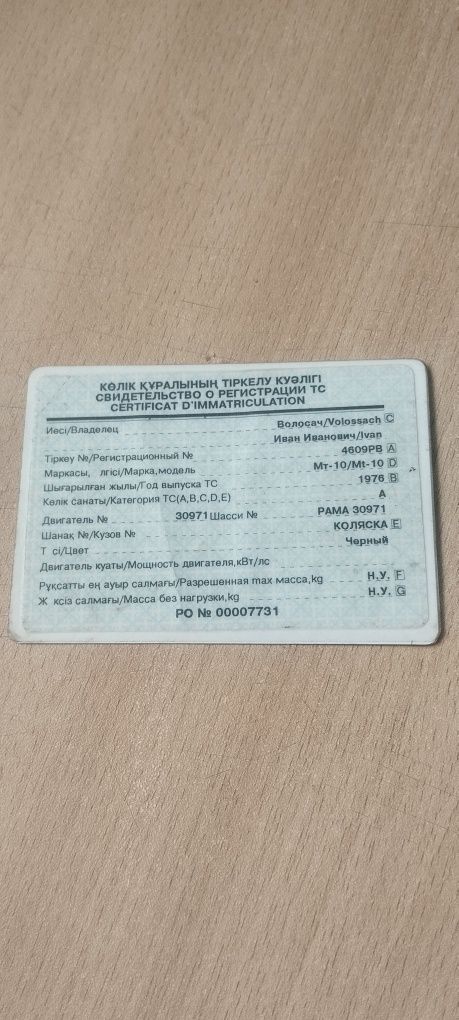 КӨЛІК ҚҰРАЛЫНЫҢ ТІРКЕЛУ КУӘЛІГІ
СВИДЕТЕЛЬСТВО О РЕГИСТРАЦИИ ТС
CERTIFICAT D'IMMATRICULATION
Иесі/Владелец Волосач/Volossach C
Иван Иванович/Ivan
Тіркеу №/Регистрационный № 4609РВ A
Маркасы, лгісі/Марка,модель Мт-10/Mt-10 D
Шығарылған жылы/Год выпуска ТС 1976 B
Көлік санаты/Категория ТС(A,B,C,D,E) A
Двигатель № 30971 Шасси № РАМА 30971
Шанақ №/Кузов № КОЛЯСКА E
Т сі/Цвет Черный
Двигатель куаты/Мощность двигателя,кВт/лс
Рұқсатты ең ауыр салмағы/Разрешенная max масса,kg Н.У. F
Ж ксіз салмағы/Масса без нагрузки,kg Н.У. G
РО № 00007731